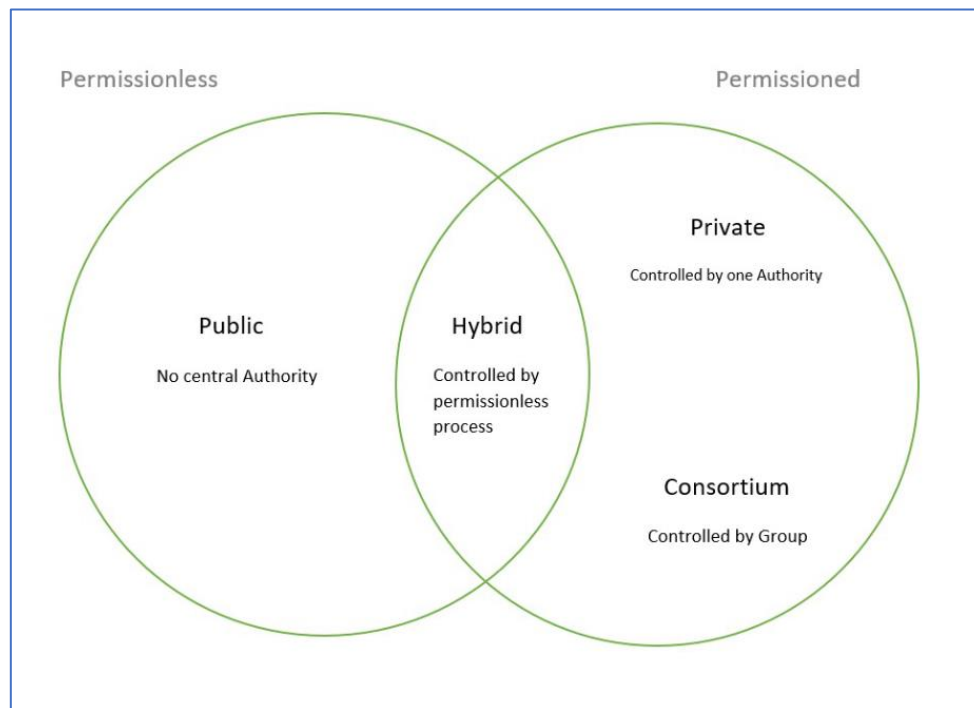 Permissionless
Permissioned
Public
No central Authority
Hybrid
Controlled by
permissionless
process
Private
Controlled by one Authority
Consortium
Controlled by Group